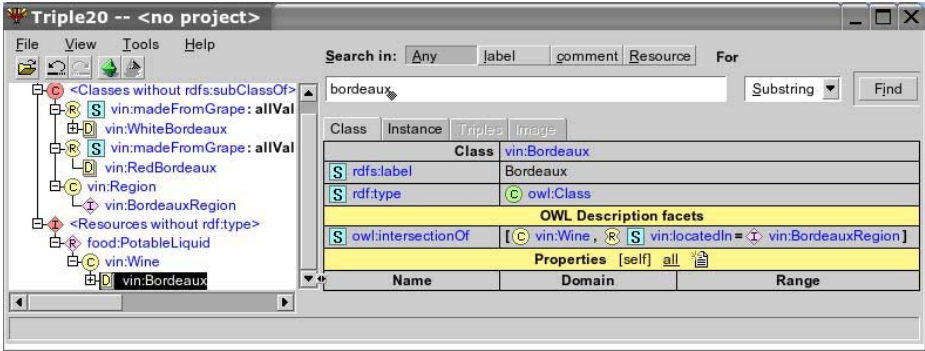 Triple20 -- <no project>
File View Tools Help
Search in: Any label comment Resource For
bordeaux Substring Find
<Classes without rdfs:subClassOf>
vin:madeFromGrape: allVal
vin:WhiteBordeaux
vin:madeFromGrape: allVal
vin:RedBordeaux
vin:Region
vin:BordeauxRegion
<Resources without rdf:type>
food:PotableLiquid
vin:Wine
vin:Bordeaux
Class Instance Triples Image
Class vin:Bordeaux
S rdfs:label Bordeaux
S rdf:type C owl:Class
OWL Description facets
S owl:intersectionOf [ C vin:Wine , R S vin:locatedIn = I vin:BordeauxRegion ]
Properties [self] all
Name Domain Range